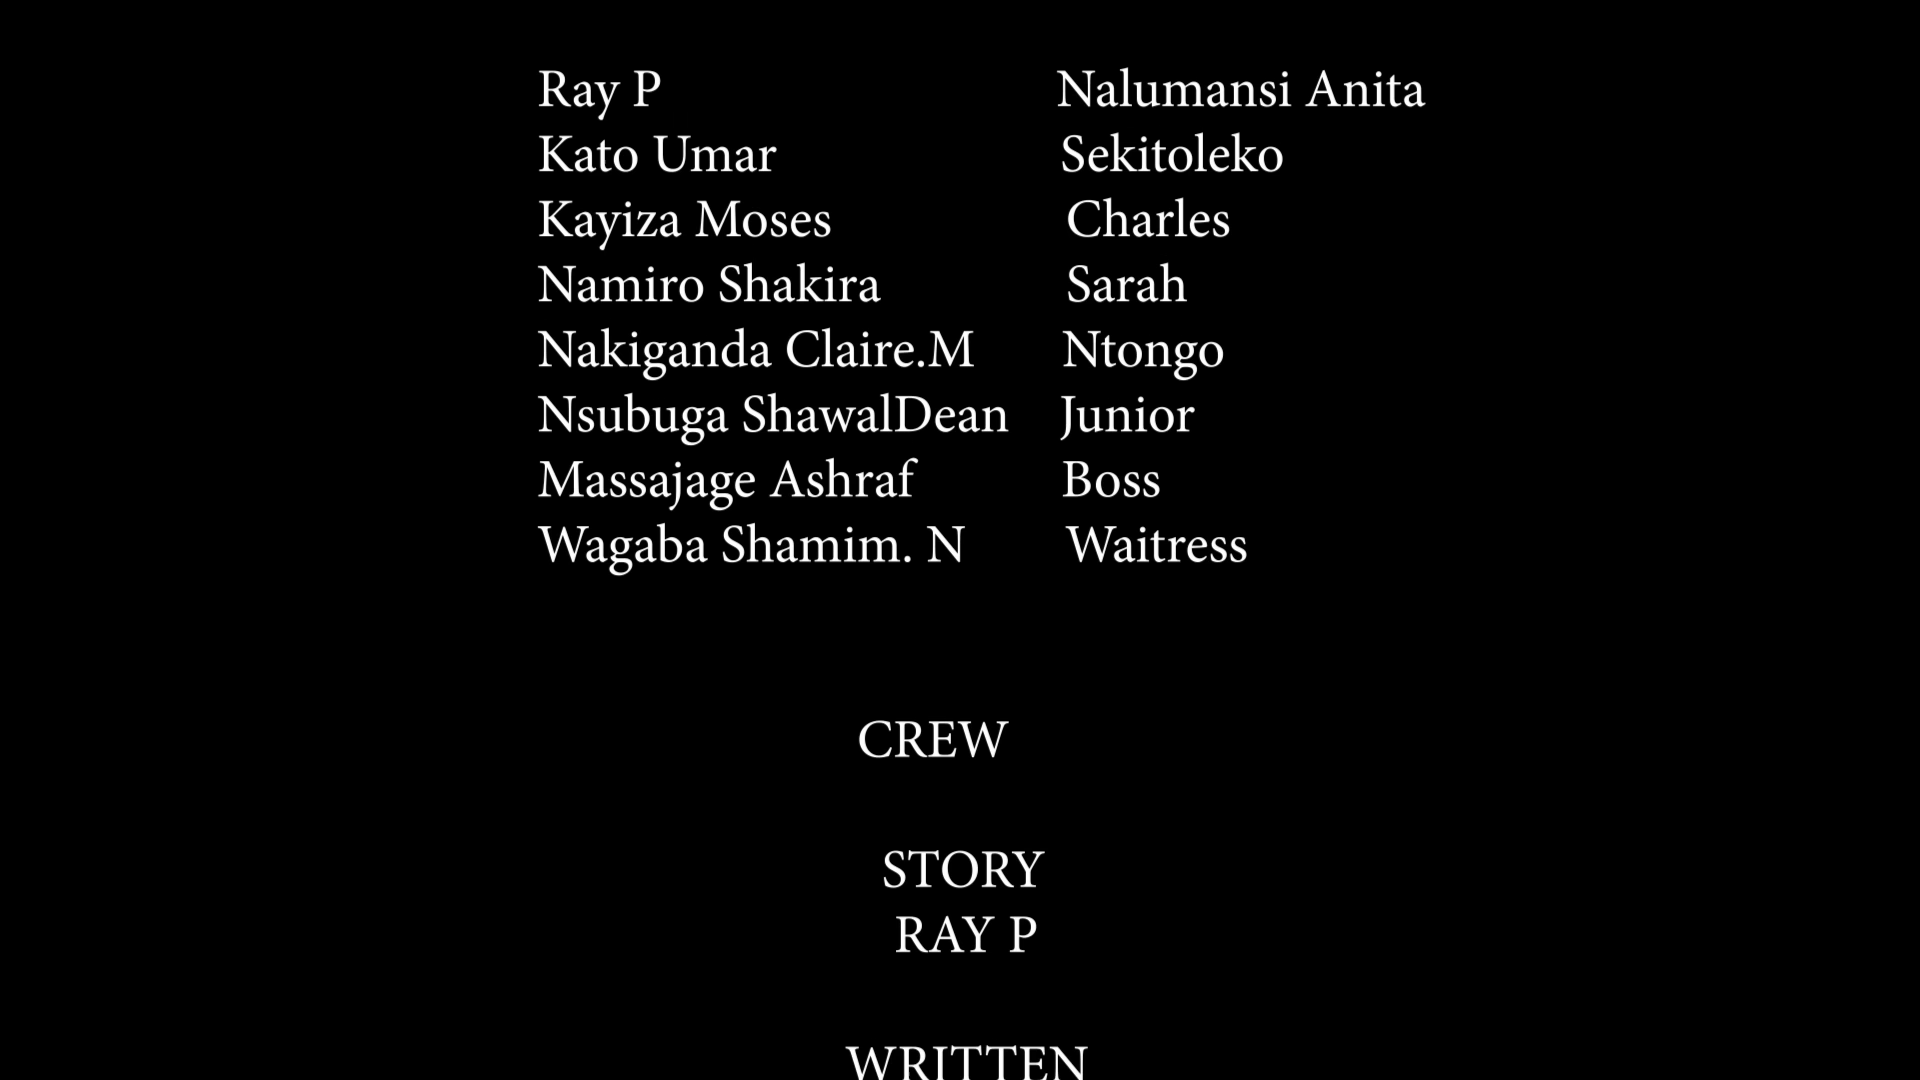 Ray P Nalumansi Anita
Kato Umar Sekitoleko
Kayiza Moses Charles
Namiro Shakira Sarah
Nakiganda Claire.M Ntongo
Nsubuga ShawalDean Junior
Massajage Ashraf Boss
Wagaba Shamim. N Waitress
CREW
STORY
RAY P
WRITTEN